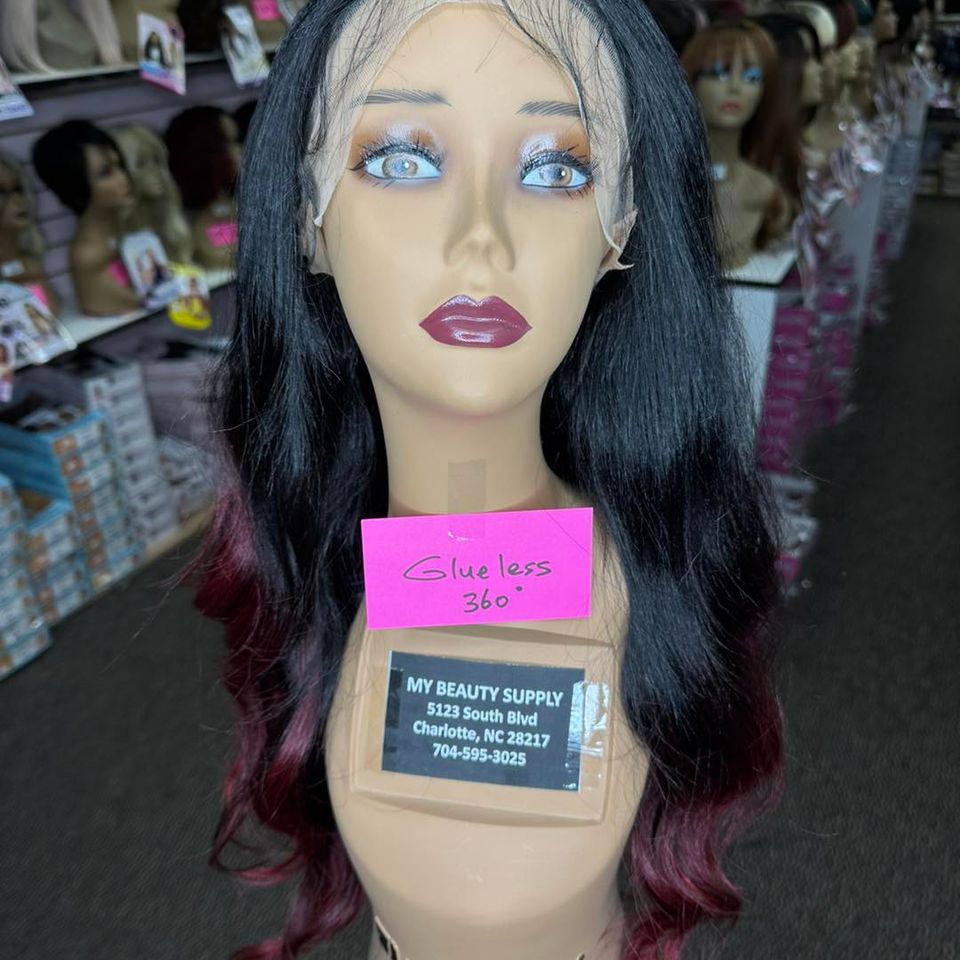 Glueless
360°
MY BEAUTY SUPPLY
5123 South Blvd
Charlotte, NC 28217
704-595-3025